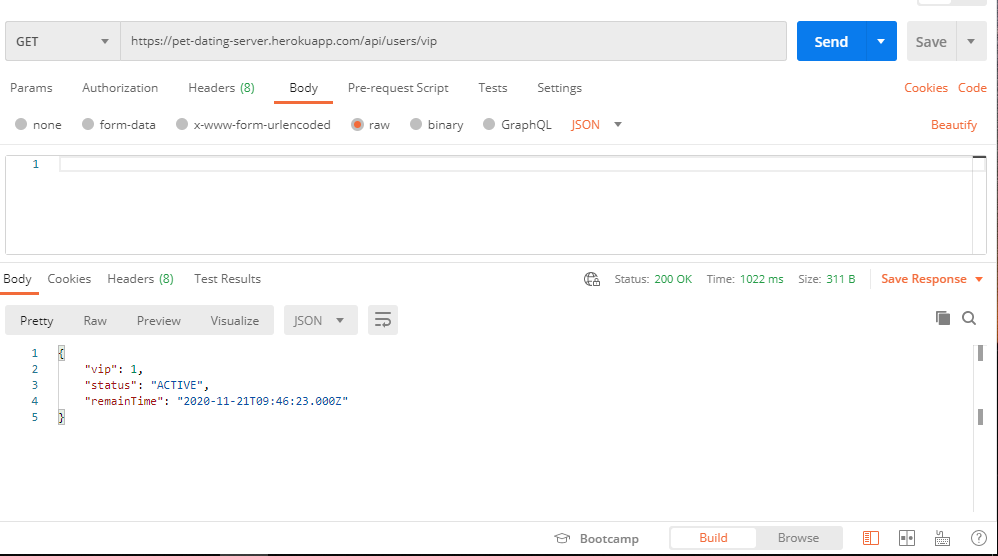 GET https://pet-dating-server.herokuapp.com/api/users/vip Send Save
Params Authorization Headers (8) Body Pre-request Script Tests Settings Cookies Code
none form-data x-www-form-urlencoded raw binary GraphQL JSON Beautify
1
Body Cookies Headers (8) Test Results Status: 200 OK Time: 1022 ms Size: 311 B Save Response
Pretty Raw Preview Visualize JSON
1 {
2 "vip": 1,
3 "status": "ACTIVE",
4 "remainTime": "2020-11-21T09:46:23.000Z"
5 }
Bootcamp Build Browse ?